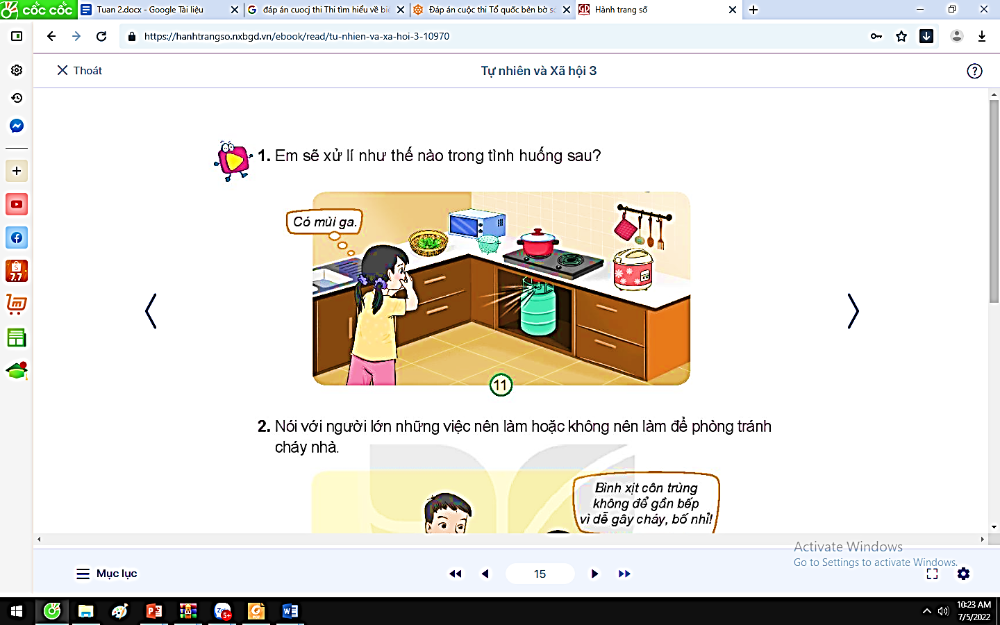 CỐC CỐC
Tuan 2.docx - Google Tài liệu
đáp án cuocj thi Thi tìm hiểu về biể
Đáp án cuộc thi Tổ quốc bên bờ só
Hành trang số
https://hanhtrangso.nxbgd.vn/ebook/read/tu-nhien-va-xa-hoi-3-10970
Thoát
Tự nhiên và Xã hội 3
1. Em sẽ xử lí như thế nào trong tình huống sau?
Có mùi ga.
11
2. Nói với người lớn những việc nên làm hoặc không nên làm để phòng tránh
cháy nhà.
Bình xịt côn trùng
không để gần bếp
vì dễ gây cháy, bố nhỉ!
7.7
Activate Windows
Go to Settings to activate Windows.
Mục lục
15
5+
10:23 AM
7/5/2022